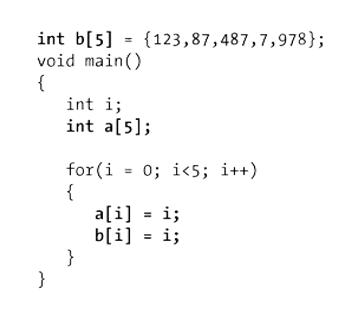 int b[5] = {123,87,487,7,978};
void main()
{
int i;
int a[5];
for(i = 0; i<5; i++)
{
a[i] = i;
b[i] = i;
}
}